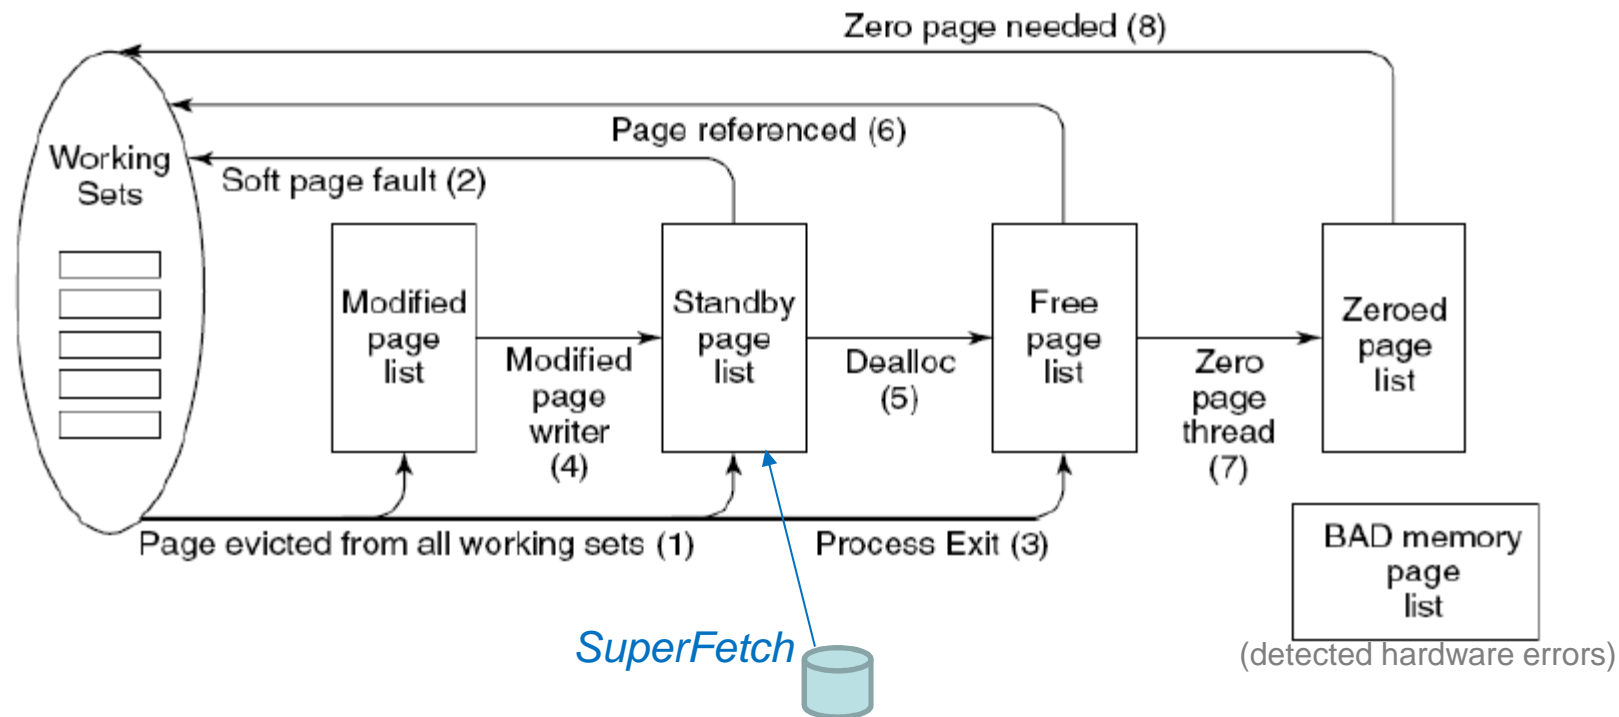 Zero page needed (8)
Page referenced (6)
Soft page fault (2)
Working
Sets
Modified
page
list
Modified
page
writer
(4)
Standby
page
list
Dealloc
(5)
Free
page
list
Zero
page
thread
(7)
Zeroed
page
list
Page evicted from all working sets (1)
Process Exit (3)
BAD memory
page
list
(detected hardware errors)
SuperFetch